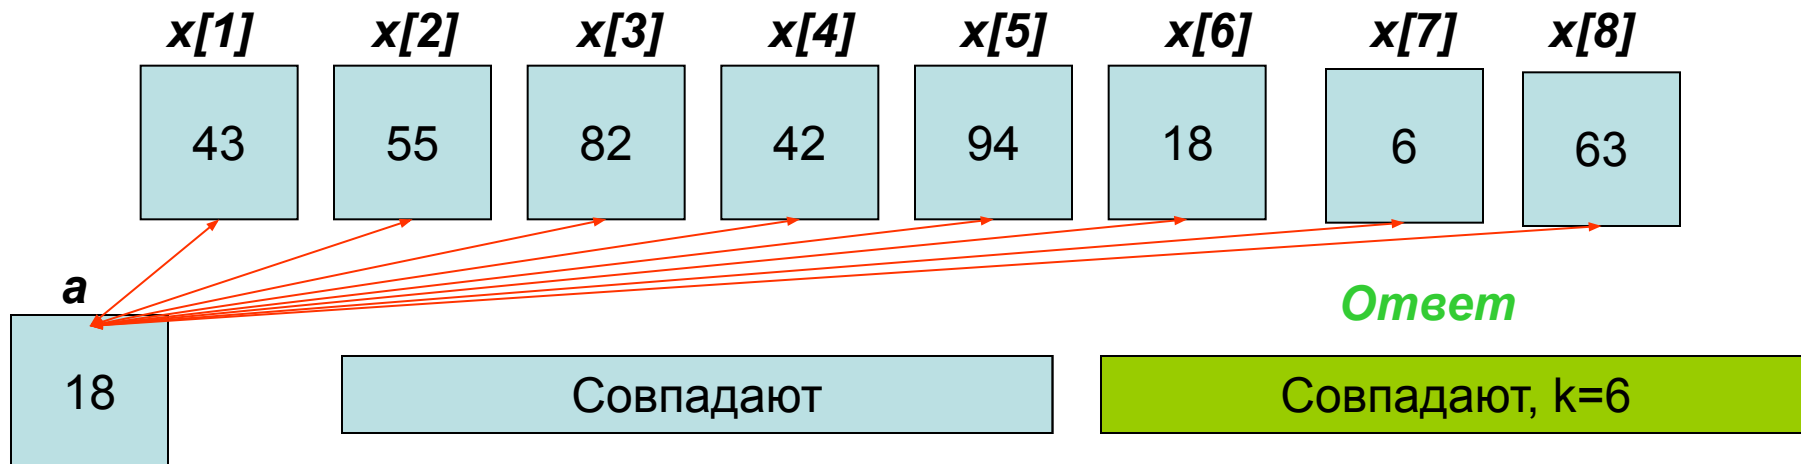 x[1] x[2] x[3] x[4] x[5] x[6] x[7] x[8]
43 55 82 42 94 18 6 63
a
Ответ
18 Совпадают Совпадают, k=6